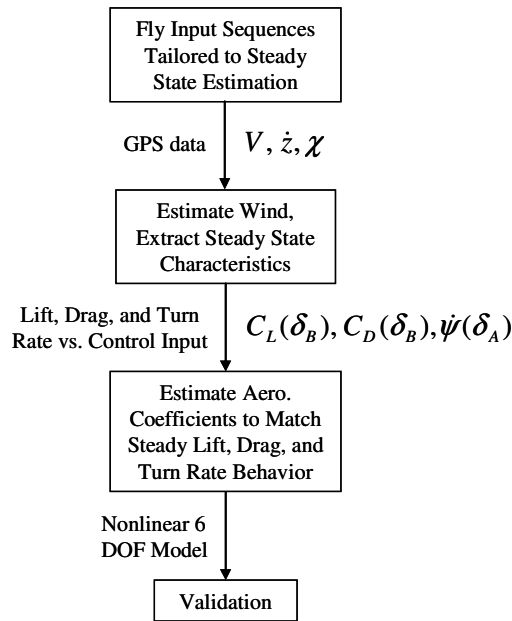 Fly Input Sequences
Tailored to Steady
State Estimation
GPS data
V, ż, χ
Estimate Wind,
Extract Steady State
Characteristics
Lift, Drag, and Turn
Rate vs. Control Input
C_L(δ_B), C_D(δ_B), ψ̇(δ_A)
Estimate Aero.
Coefficients to Match
Steady Lift, Drag, and
Turn Rate Behavior
Nonlinear 6
DOF Model
Validation